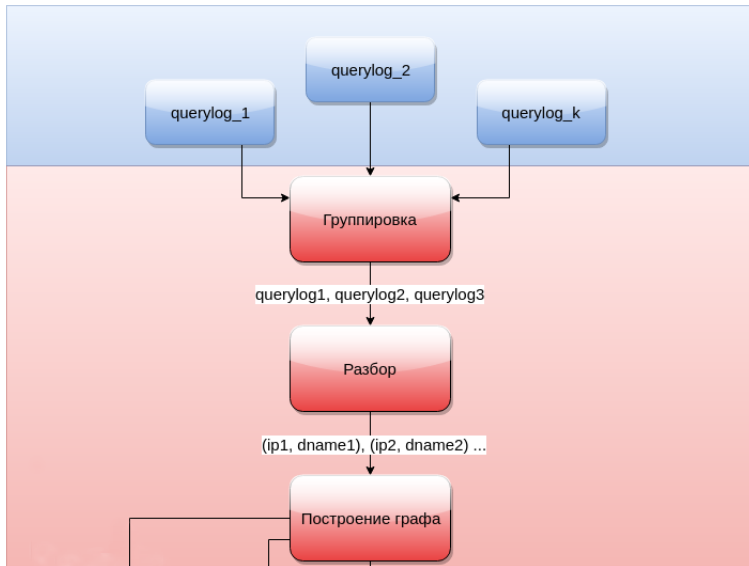 querylog_2
querylog_1
querylog_k
Группировка
querylog1, querylog2, querylog3
Разбор
(ip1, dname1), (ip2, dname2) ...
Построение графа